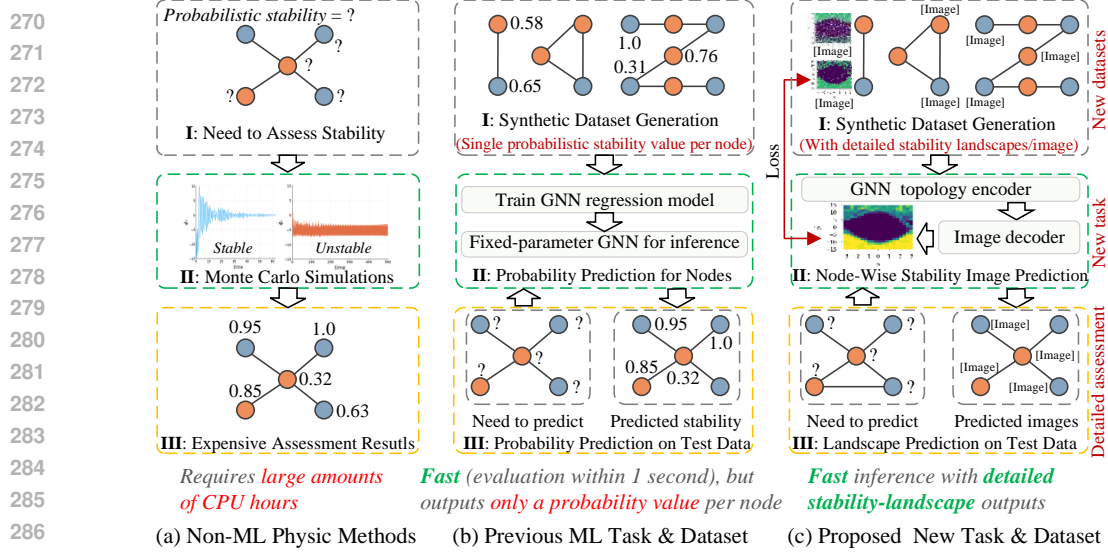 270
271
272
273
274
275
276
277
278
279
280
281
282
283
284
285
286
Probabilistic stability = ?
?
?
?
?
I: Need to Assess Stability
Stable
Unstable
time
time
II: Monte Carlo Simulations
0.95
1.0
0.32
0.85
0.63
III: Expensive Assessment Resutls
Requires large amounts
of CPU hours
(a) Non-ML Physic Methods
0.58
0.65
1.0
0.31
0.76
I: Synthetic Dataset Generation
(Single probabilistic stability value per node)
Train GNN regression model
Fixed-parameter GNN for inference
II: Probability Prediction for Nodes
?
?
?
?
?
Need to predict
0.95
1.0
0.85
0.32
Predicted stability
III: Probability Prediction on Test Data
Fast (evaluation within 1 second), but
outputs only a probability value per node
(b) Previous ML Task & Dataset
[Image]
[Image]
[Image]
[Image]
[Image]
[Image]
[Image]
[Image]
I: Synthetic Dataset Generation
(With detailed stability landscapes/image)
Loss
GNN topology encoder
Image decoder
II: Node-Wise Stability Image Prediction
?
?
?
?
?
Need to predict
[Image]
[Image]
[Image]
Predicted images
III: Landscape Prediction on Test Data
New datasets
New task
Detailed assessment
Fast inference with detailed
stability-landscape outputs
(c) Proposed New Task & Dataset